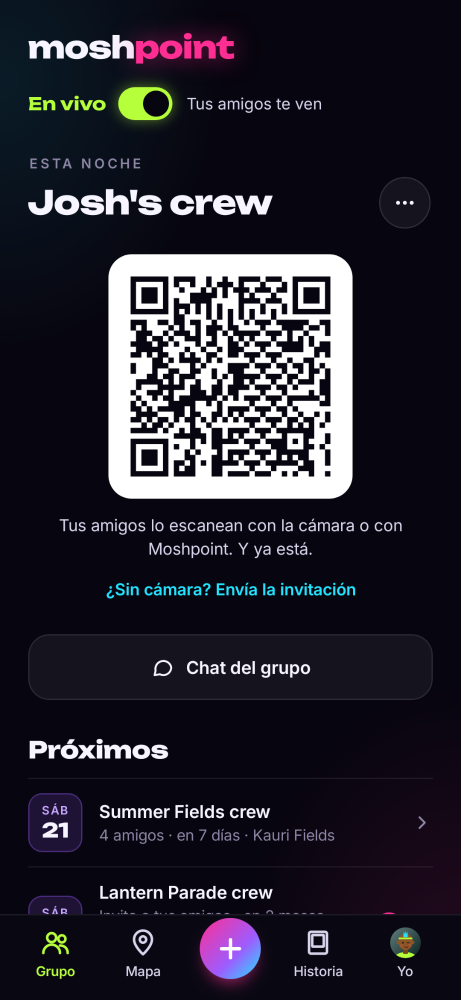 moshpoint
En vivo
Tus amigos te ven
ESTA NOCHE
Josh's crew
Tus amigos lo escanean con la cámara o con
Moshpoint. Y ya está.
¿Sin cámara? Envía la invitación
Chat del grupo
Próximos
SÁB
21
Summer Fields crew
4 amigos · en 7 días · Kauri Fields
SÁB
Lantern Parade crew
Grupo
Mapa
Historia
Yo